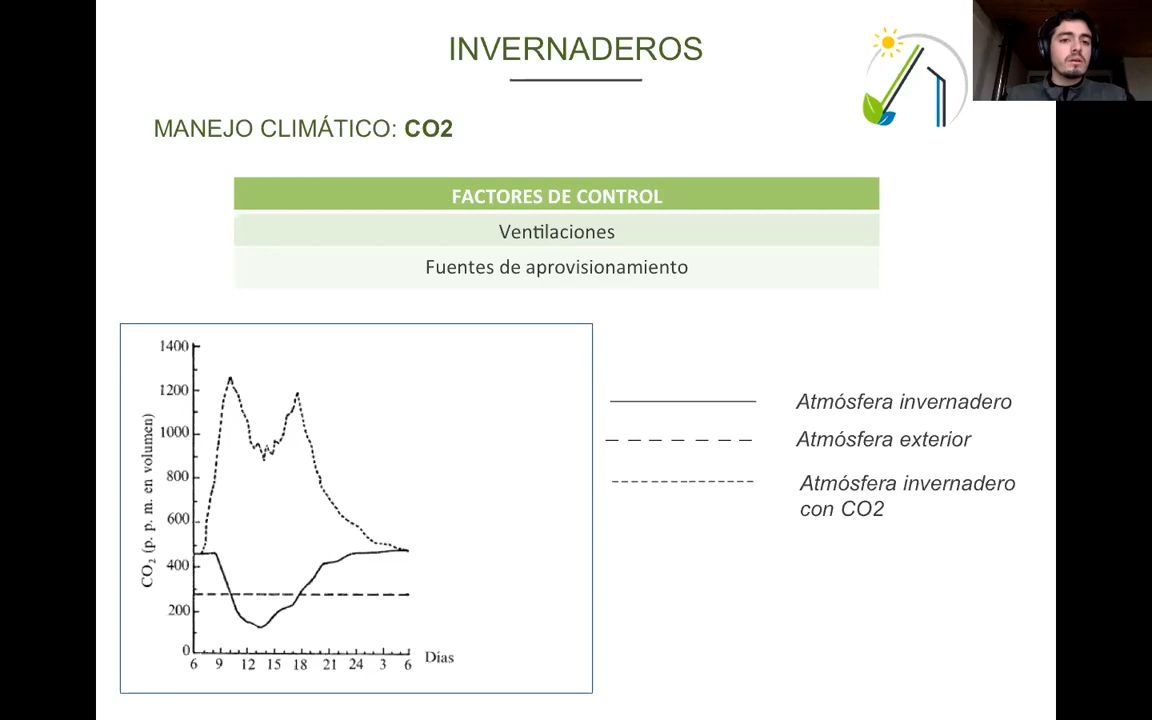 INVERNADEROS
MANEJO CLIMÁTICO: CO2
FACTORES DE CONTROL
Ventilaciones
Fuentes de aprovisionamiento
1400
1200
1000
800
600
400
200
0
CO₂ (p. p. m. en volumen)
6 9 12 15 18 21 24 3 6 Días
Atmósfera invernadero
Atmósfera exterior
Atmósfera invernadero
con CO2